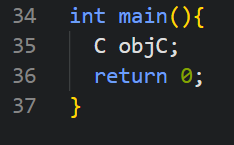 34 int main(){
35   C objC;
36   return 0;
37 }